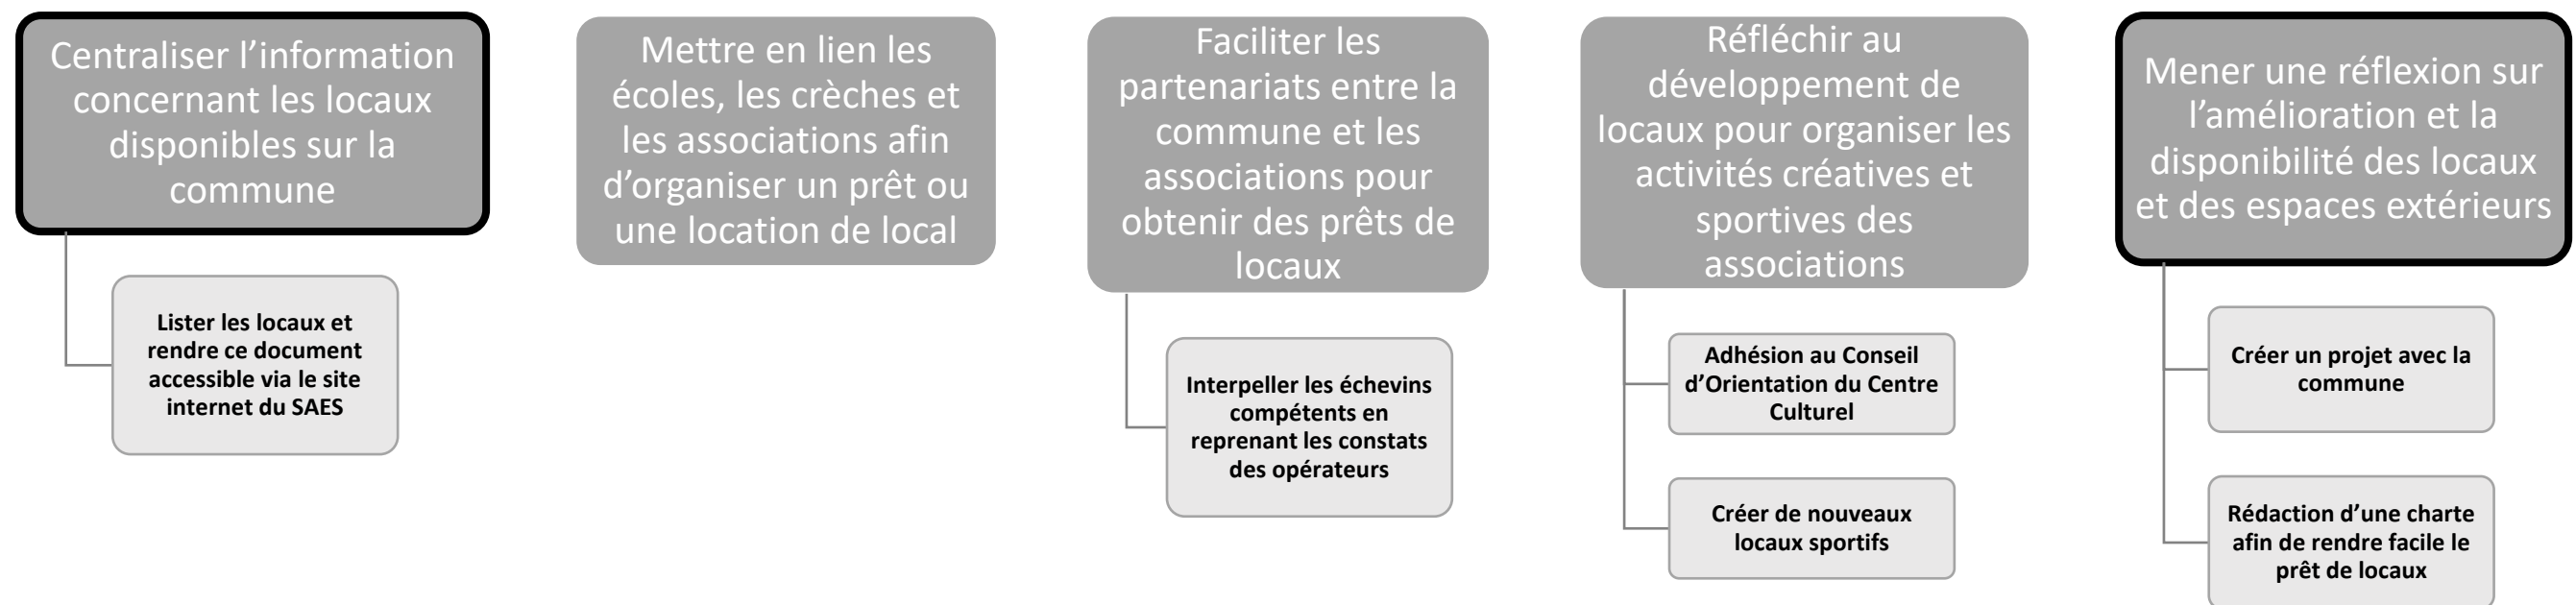 Centraliser l’information
concernant les locaux
disponibles sur la
commune
Lister les locaux et
rendre ce document
accessible via le site
internet du SAES
Mettre en lien les
écoles, les crèches et
les associations afin
d’organiser un prêt ou
une location de local
Faciliter les
partenariats entre la
commune et les
associations pour
obtenir des prêts de
locaux
Interpeller les échevins
compétents en
reprenant les constats
des opérateurs
Réfléchir au
développement de
locaux pour organiser les
activités créatives et
sportives des
associations
Adhésion au Conseil
d’Orientation du Centre
Culturel
Créer de nouveaux
locaux sportifs
Mener une réflexion sur
l’amélioration et la
disponibilité des locaux
et des espaces extérieurs
Créer un projet avec la
commune
Rédaction d’une charte
afin de rendre facile le
prêt de locaux